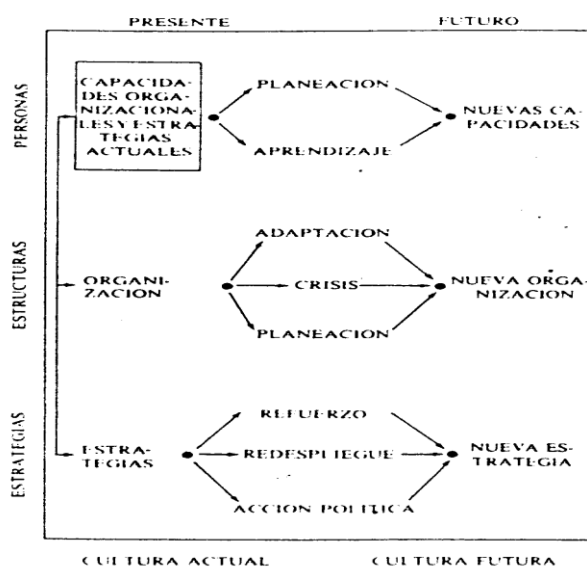 PRESENTE
FUTURO
PERSONAS
CAPACIDA-
DES ORGA-
NIZACIONA-
LES Y ESTRA-
TEGIAS
ACTUALES
PLANEACION
APRENDIZAJE
NUEVAS CA-
PACIDADES
ESTRUCTURAS
ORGANI-
ZACION
ADAPTACION
CRISIS
PLANEACION
NUEVA ORGA-
NIZACION
ESTRATEGIAS
ESTRA-
TEGIAS
REFUERZO
REDESPLIEGUE
ACCION POLITICA
NUEVA ES-
TRATEGIA
CULTURA ACTUAL
CULTURA FUTURA